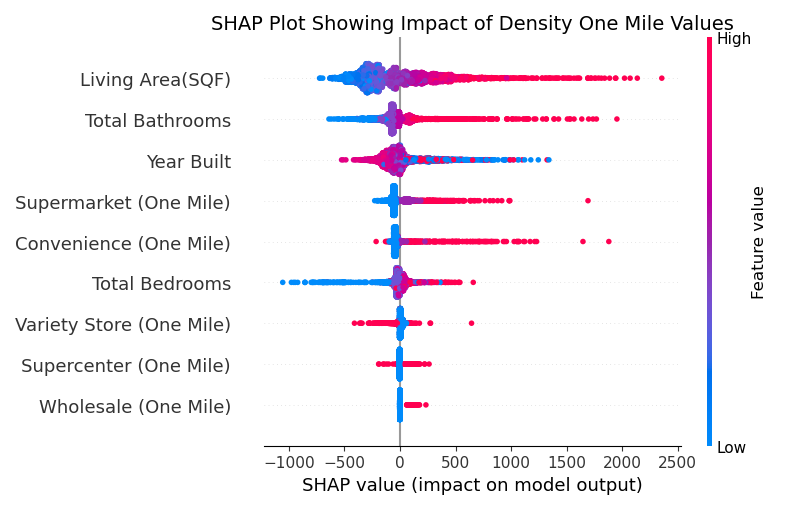 SHAP Plot Showing Impact of Density One Mile Values
High
Living Area(SQF)
Total Bathrooms
Year Built
Supermarket (One Mile)
Convenience (One Mile)
Total Bedrooms
Variety Store (One Mile)
Supercenter (One Mile)
Wholesale (One Mile)
Feature value
Low
−1000 −500 0 500 1000 1500 2000 2500
SHAP value (impact on model output)